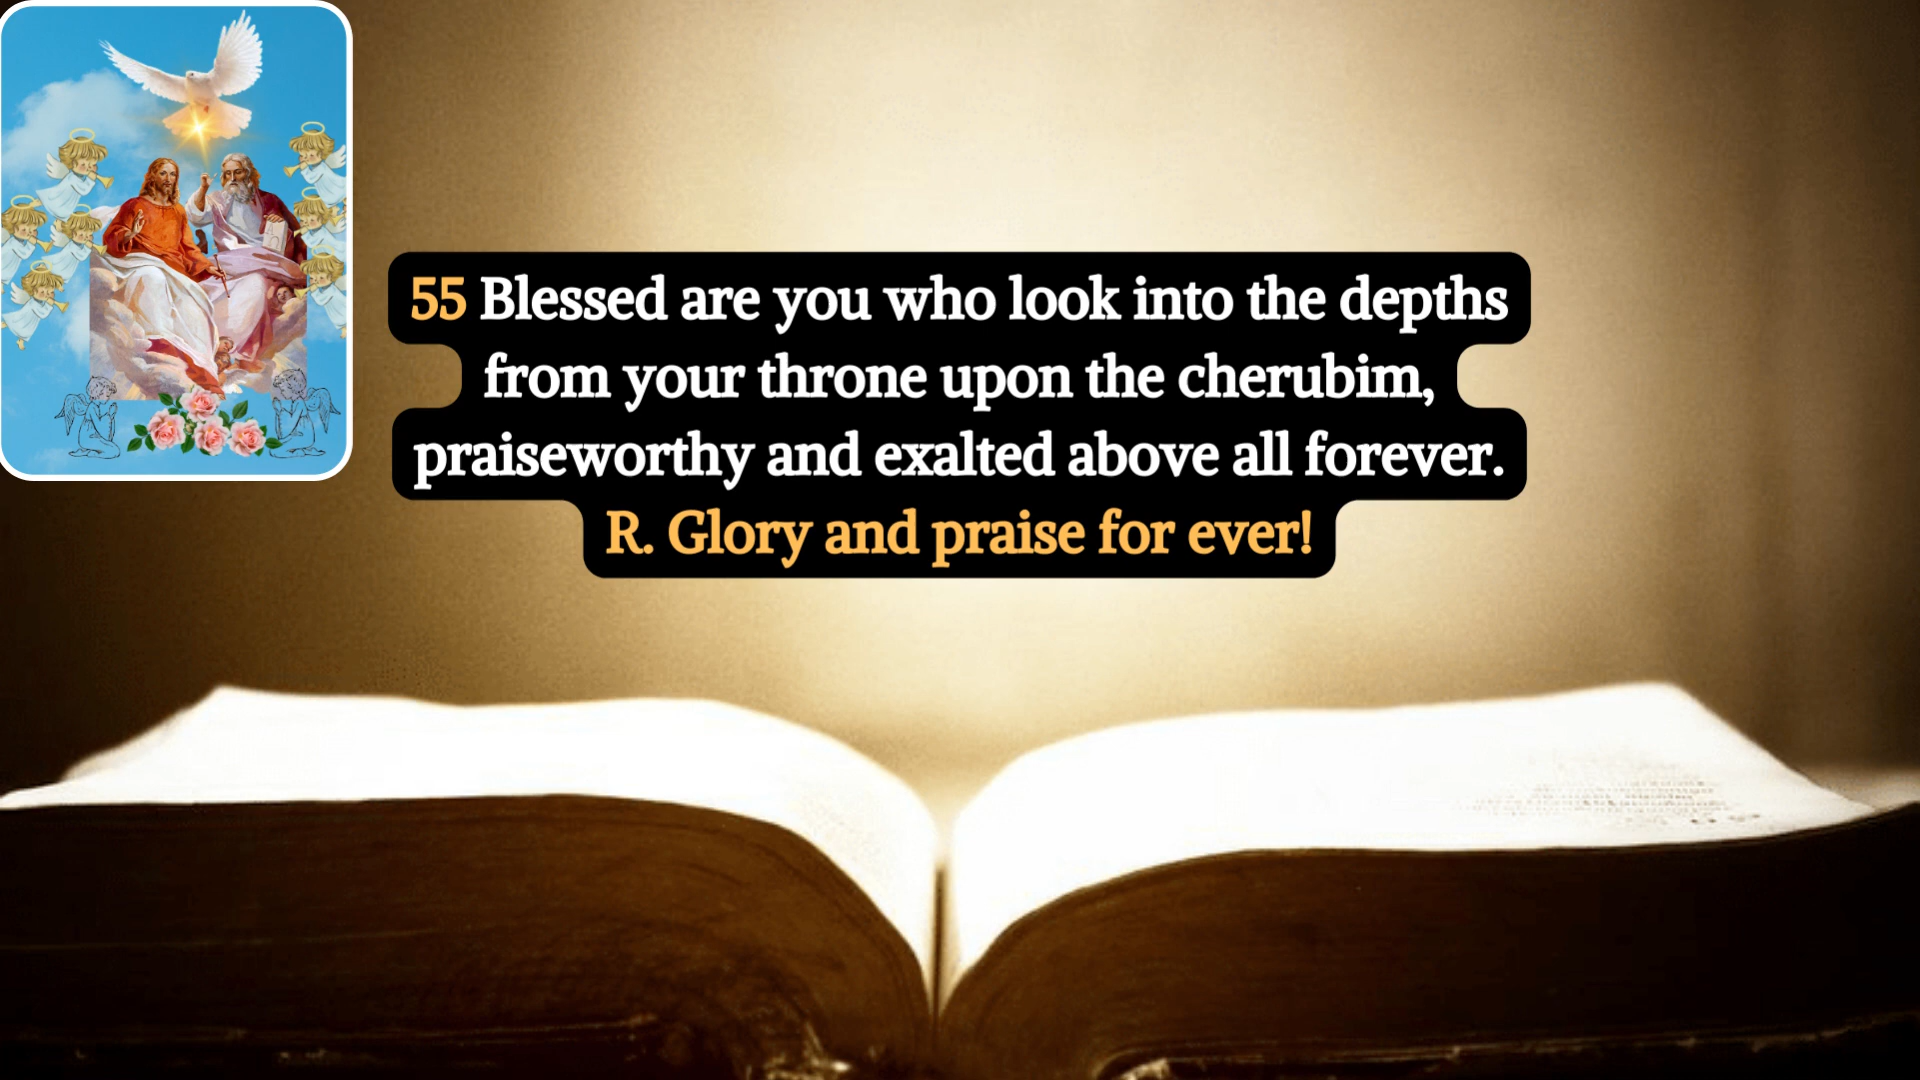 55 Blessed are you who look into the depths
from your throne upon the cherubim,
praiseworthy and exalted above all forever.
R. Glory and praise for ever!